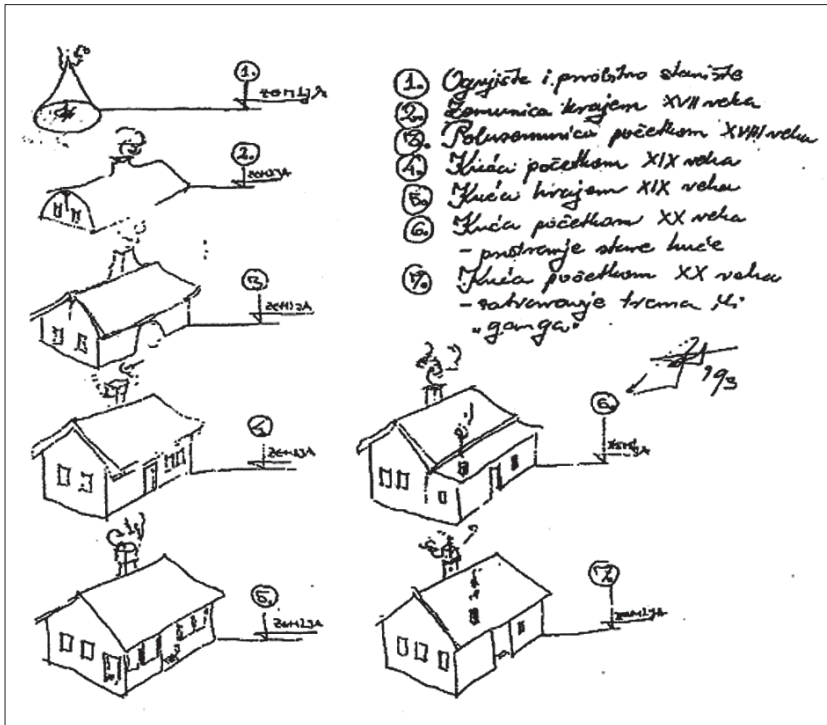 1.
zemlja
2.
zemlja
3.
zemlja
4.
zemlja
5.
zemlja
1. Ognjište i prvobitno stanište
2. Zemunica krajem XVII veka
3. Poluzemunica početkom XVIII veka
4. Kuća početkom XIX veka
5. Kuća krajem XIX veka
6. Kuća početkom XX veka
- proširenje stare kuće
7. Kuća početkom XX veka
- zatvaranje trema ili
"ganga"
6.
zemlja
7.
zemlja